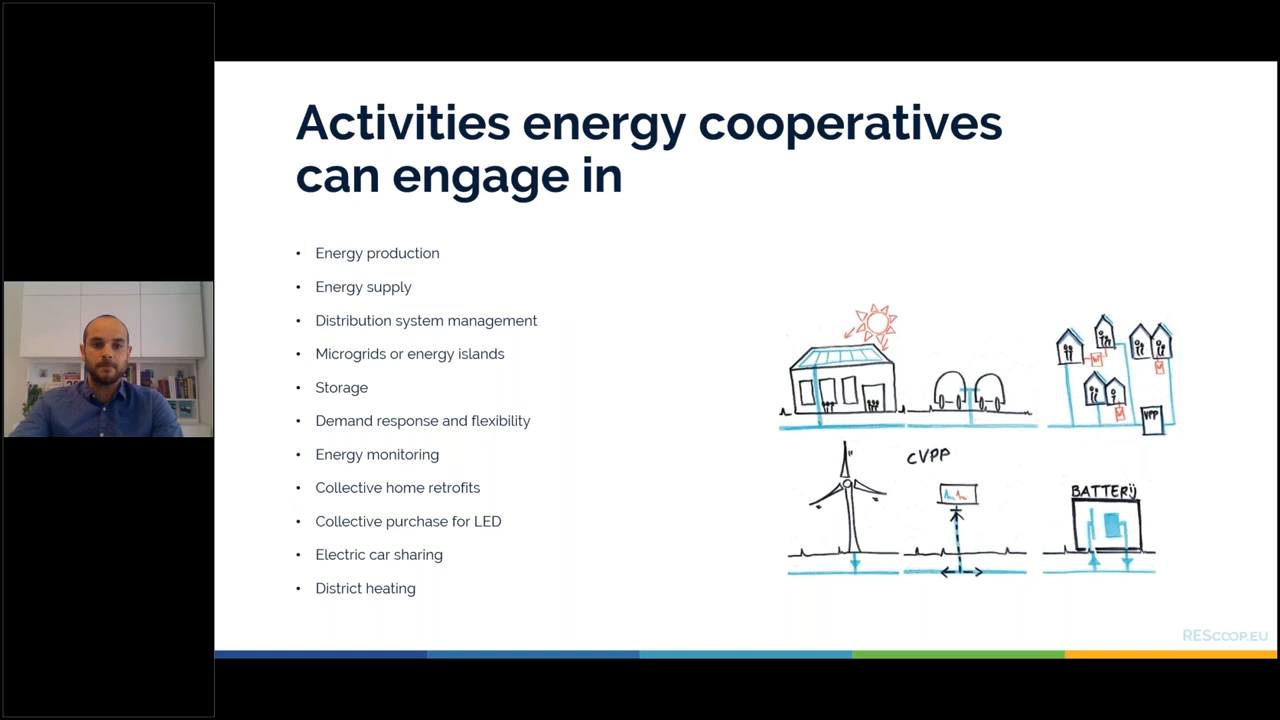 Activities energy cooperatives
can engage in
• Energy production
• Energy supply
• Distribution system management
• Microgrids or energy islands
• Storage
• Demand response and flexibility
• Energy monitoring
• Collective home retrofits
• Collective purchase for LED
• Electric car sharing
• District heating
VPP
cVPP
BATTERIJ
REScoop.eu